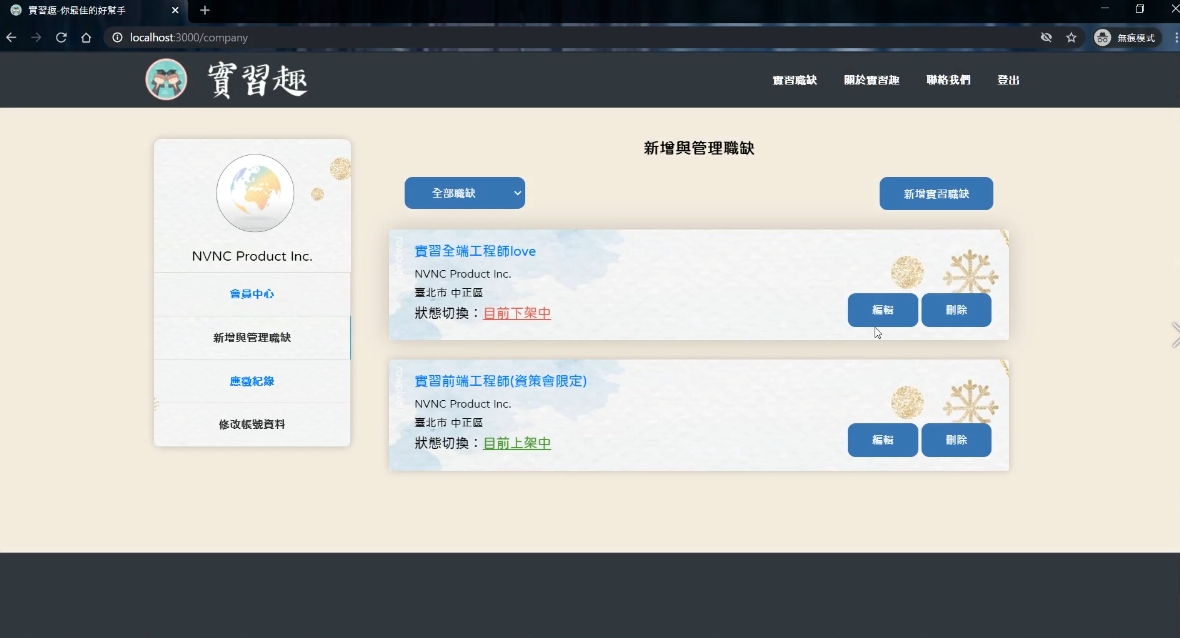 實習趣-你最佳的好幫手
localhost:3000/company
無痕模式
實習趣
實習職缺
關於實習趣
聯絡我們
登出
NVNC Product Inc.
會員中心
新增與管理職缺
應徵紀錄
修改帳號資料
新增與管理職缺
全部職缺
新增實習職缺
實習全端工程師love
NVNC Product Inc.
臺北市 中正區
狀態切換：目前下架中
編輯
刪除
實習前端工程師(資策會限定)
NVNC Product Inc.
臺北市 中正區
狀態切換：目前上架中
編輯
刪除